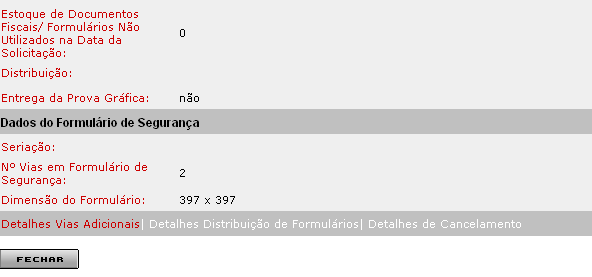 Estoque de Documentos
Fiscais/ Formulários Não
Utilizados na Data da
Solicitação:
0
Distribuição:
Entrega da Prova Gráfica: não
Dados do Formulário de Segurança
Seriação:
Nº Vias em Formulário de
Segurança:
2
Dimensão do Formulário: 397 x 397
Detalhes Vias Adicionais| Detalhes Distribuição de Formulários| Detalhes de Cancelamento
FECHAR